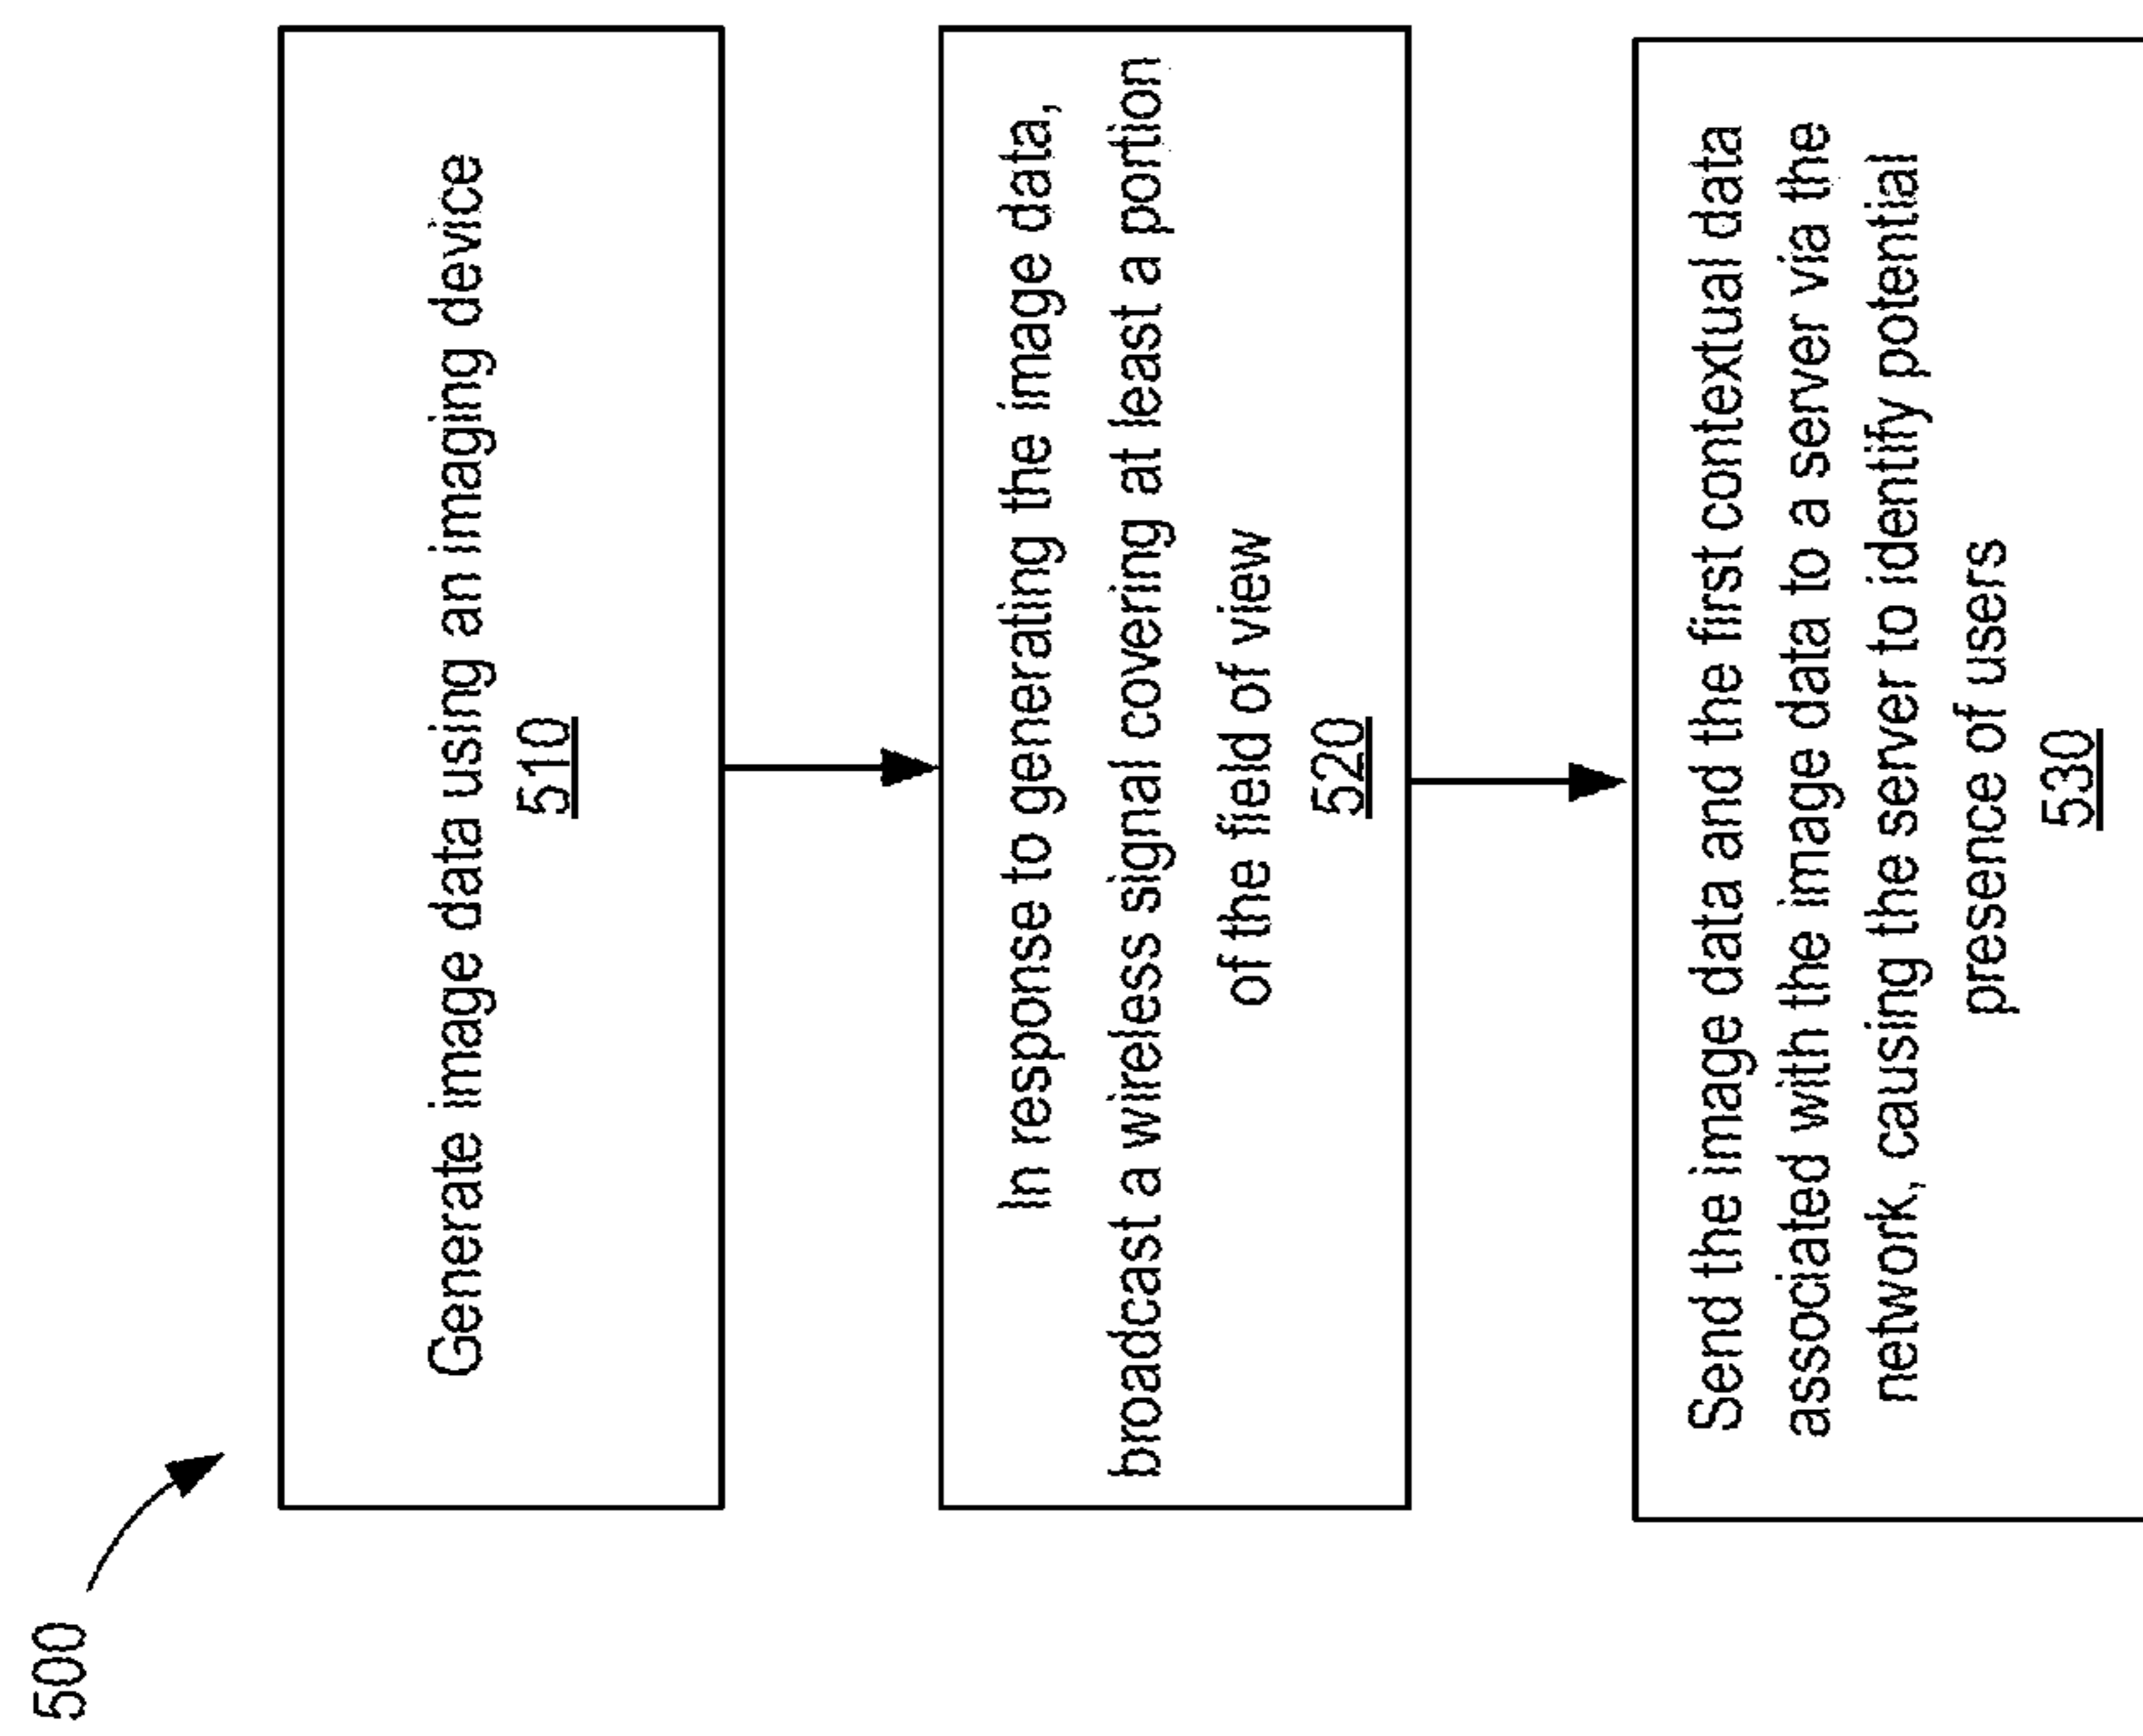 500
Generate image data using an imaging device
510
In response to generating the image data,
broadcast a wireless signal covering at least a portion
of the field of view
520
Send the image data and the first contextual data
associated with the image data to a server via the
network, causing the server to identify potential
presence of users
530